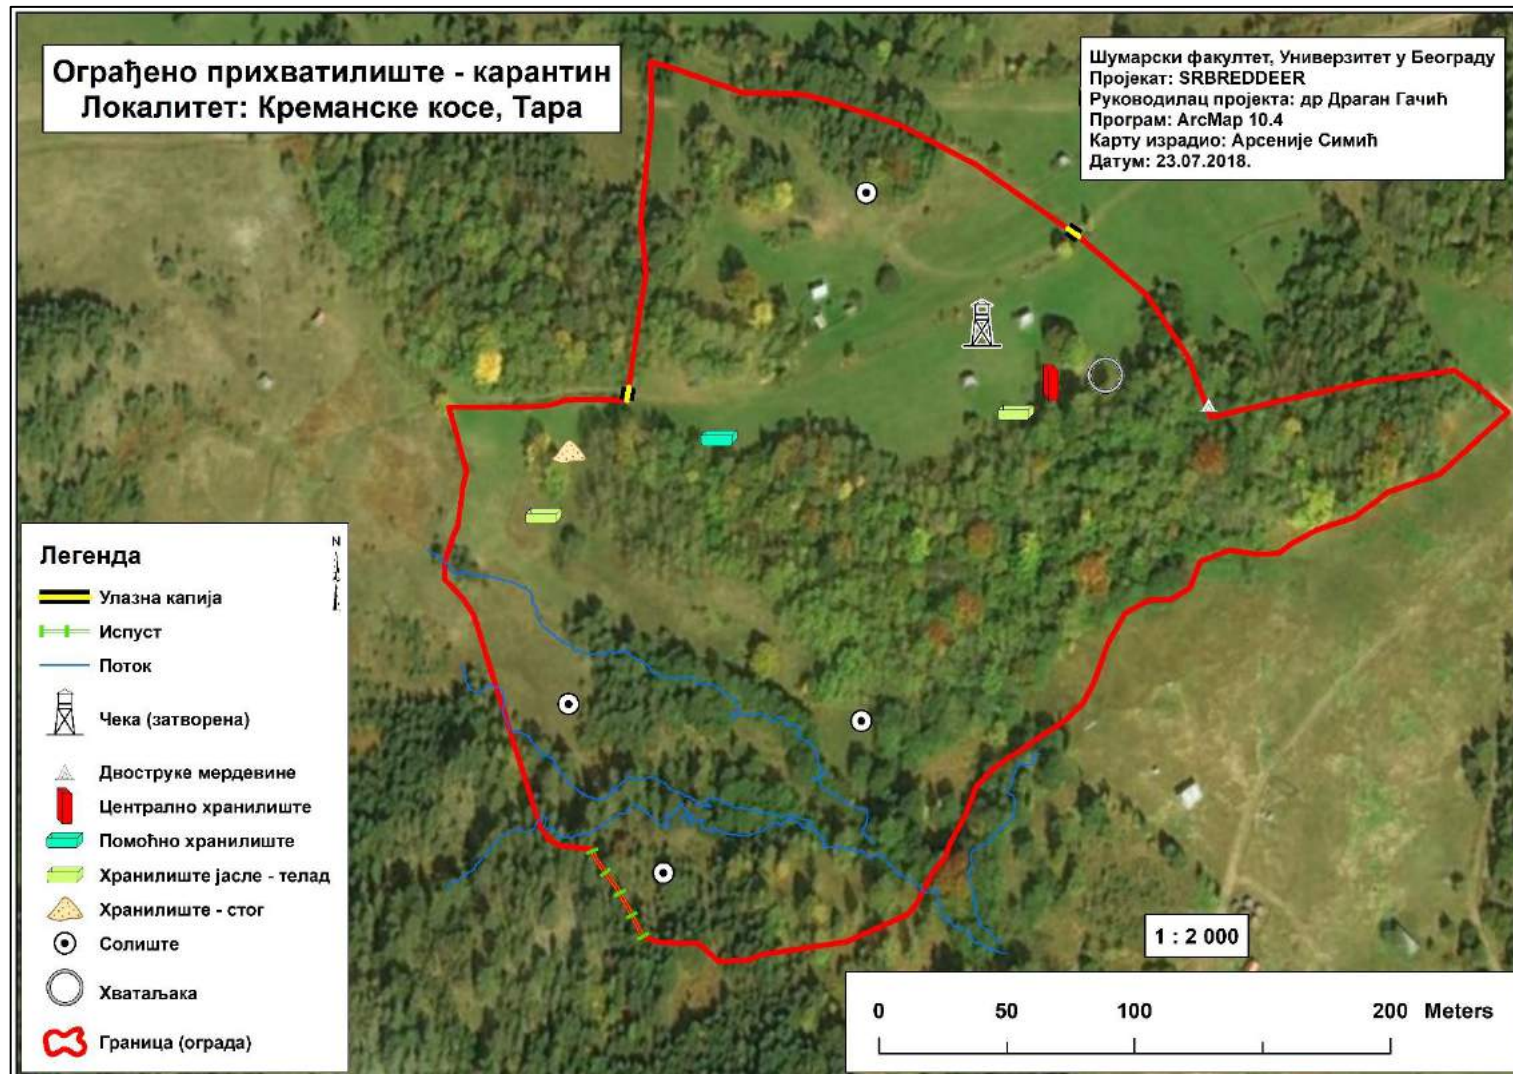 Ограђено прихватилиште - карантин
Локалитет: Креманске косе, Тара
Шумарски факултет, Универзитет у Београду
Пројекат: SRBREDDEER
Руководилац пројекта: др Драган Гачић
Програм: ArcMap 10.4
Карту израдио: Арсеније Симић
Датум: 23.07.2018.
Легенда
N
Улазна капија
Испуст
Поток
Чека (затворена)
Двоструке мердевине
Централно хранилиште
Помоћно хранилиште
Хранилиште јасле - телад
Хранилиште - стог
Солиште
Хватаљака
Граница (ограда)
1 : 2 000
0 50 100 200 Meters